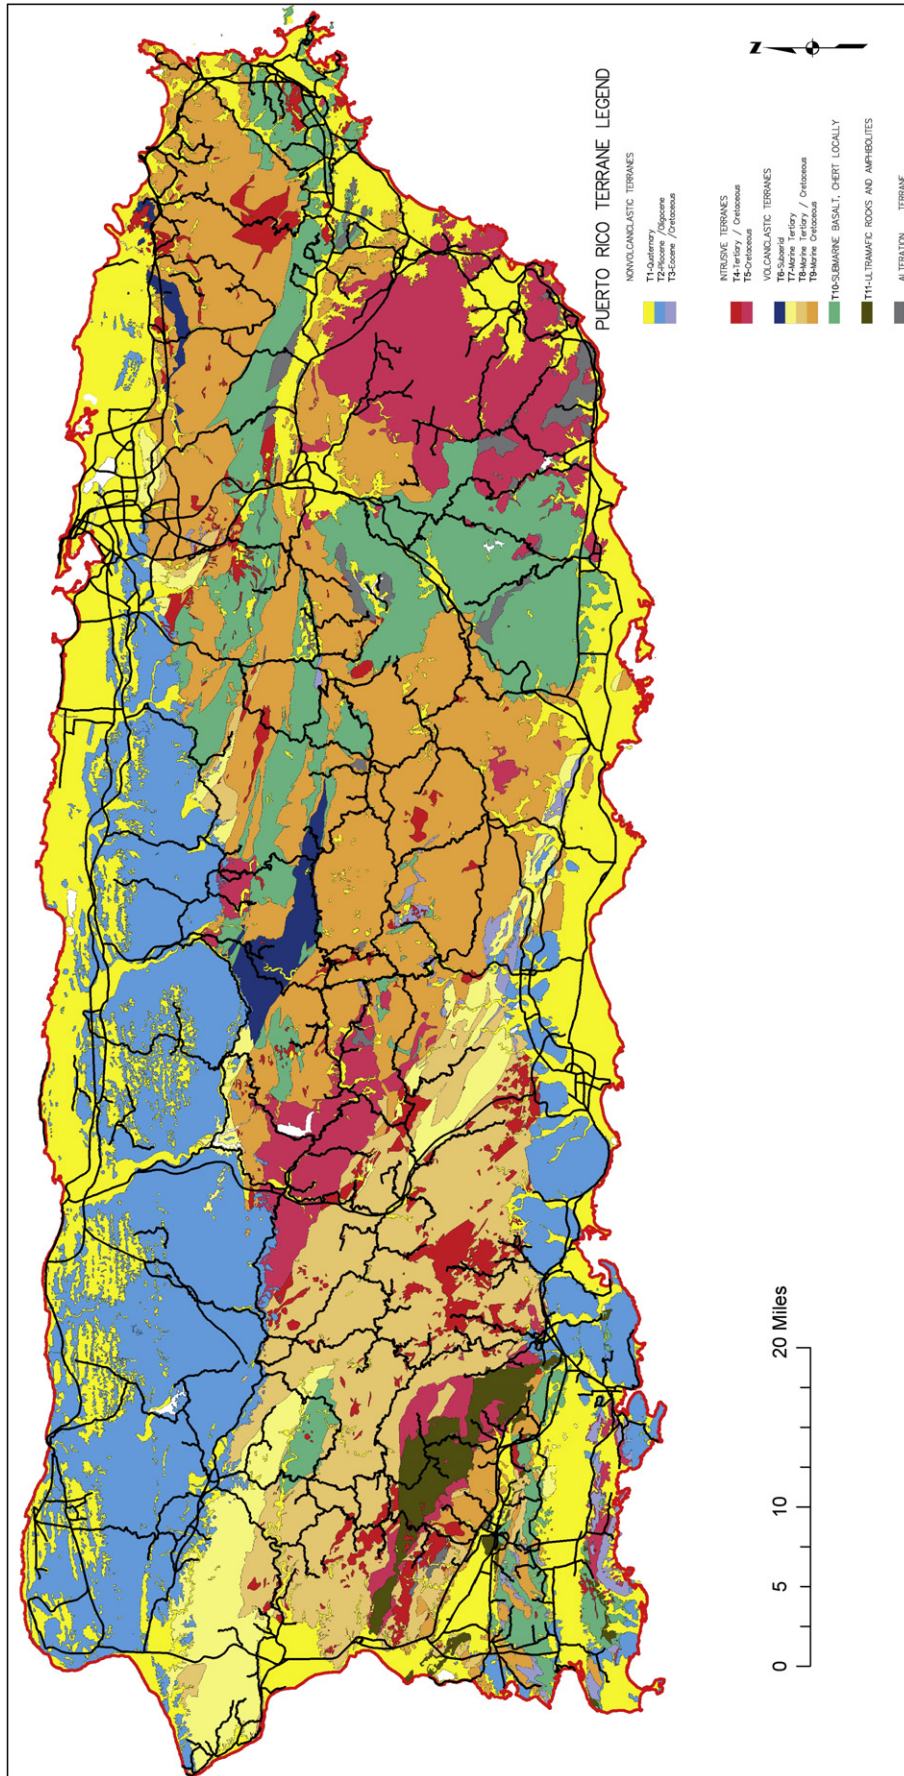 N
PUERTO RICO TERRANE LEGEND
NONVOLCANICLASTIC TERRANES
T1-Quaternary
T2-Pliocene /Oligocene
T3-Eocene /Cretaceous
INTRUSIVE TERRANES
T4-Tertiary / Cretaceous
T5-Cretaceous
VOLCANICLASTIC TERRANES
T6-Subaerial
T7-Marine Tertiary
T8-Marine Tertiary / Cretaceous
T9-Marine Cretaceous
T10-SUBMARINE BASALT, CHERT LOCALLY
T11-ULTRAMAFIC ROCKS AND AMPHIBOLITES
ALTERATION TERRANE
0 5 10 20 Miles